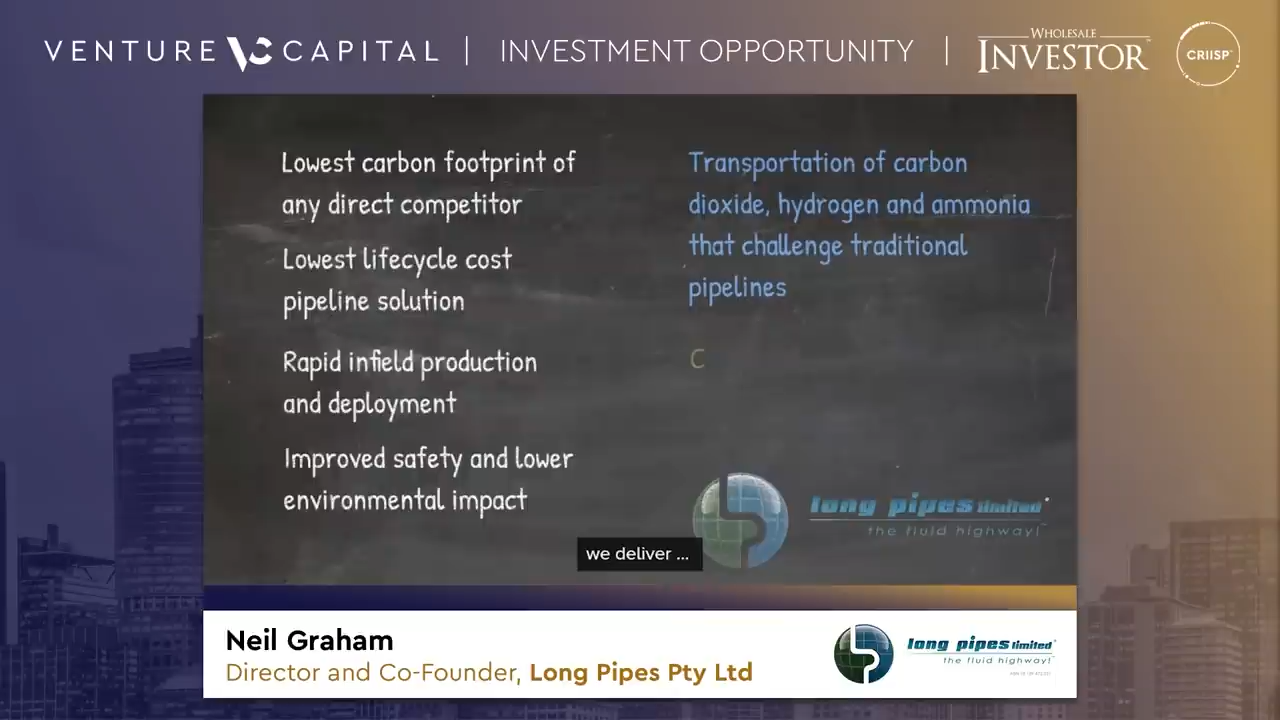 VENTURE VC CAPITAL | INVESTMENT OPPORTUNITY | WHOLESALE INVESTOR CRIISP
Lowest carbon footprint of
any direct competitor
Lowest lifecycle cost
pipeline solution
Rapid infield production
and deployment
Improved safety and lower
environmental impact
Transportation of carbon
dioxide, hydrogen and ammonia
that challenge traditional
pipelines
C
long pipes limited
the fluid highway!
we deliver ...
Neil Graham
Director and Co-Founder, Long Pipes Pty Ltd
long pipes limited
the fluid highway!